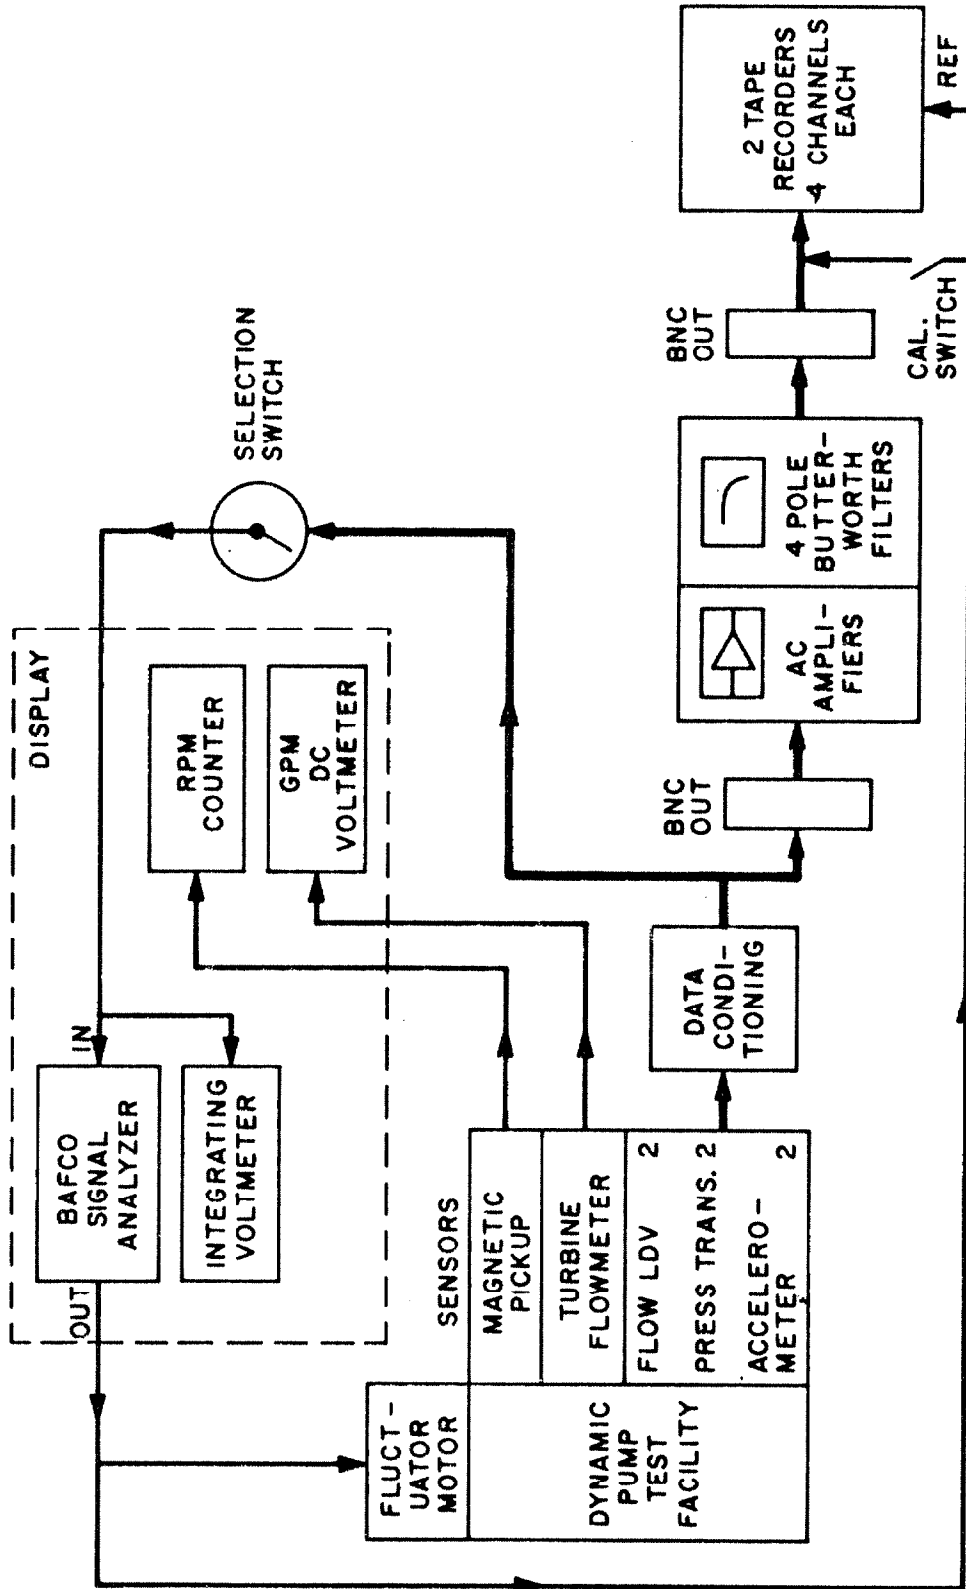 DISPLAY
OUT
BAFCO
SIGNAL
ANALYZER
IN
INTEGRATING
VOLTMETER
RPM
COUNTER
GPM
DC
VOLTMETER
SELECTION
SWITCH
FLUCT-
UATOR
MOTOR
DYNAMIC
PUMP
TEST
FACILITY
SENSORS
MAGNETIC
PICKUP
TURBINE
FLOWMETER
FLOW LDV 2
PRESS TRANS. 2
ACCELERO-
METER 2
DATA
CONDI-
TIONING
BNC
OUT
AC
AMPLI-
FIERS
4 POLE
BUTTER-
WORTH
FILTERS
BNC
OUT
CAL.
SWITCH
2 TAPE
RECORDERS
4 CHANNELS
EACH
REF